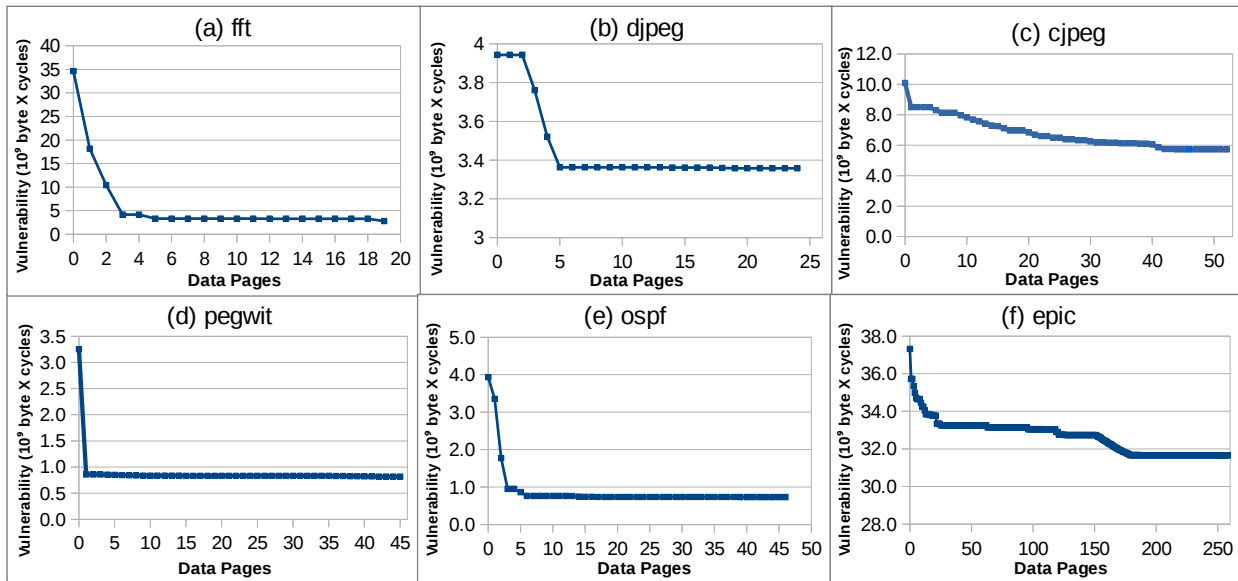 (a) fft
Vulnerability (10⁹ byte X cycles)
40
35
30
25
20
15
10
5
0
0 2 4 6 8 10 12 14 16 18 20
Data Pages
(b) djpeg
Vulnerability (10⁹ byte X cycles)
4
3.8
3.6
3.4
3.2
3
0 5 10 15 20 25
Data Pages
(c) cjpeg
Vulnerability (10⁹ byte X cycles)
12.0
10.0
8.0
6.0
4.0
2.0
0.0
0 10 20 30 40 50
Data Pages
(d) pegwit
Vulnerability (10⁹ byte X cycles)
3.5
3.0
2.5
2.0
1.5
1.0
0.5
0.0
0 5 10 15 20 25 30 35 40 45
Data Pages
(e) ospf
Vulnerability (10⁹ byte X cycles)
5.0
4.0
3.0
2.0
1.0
0.0
0 5 10 15 20 25 30 35 40 45 50
Data Pages
(f) epic
Vulnerability (10⁹ byte X cycles)
38.0
36.0
34.0
32.0
30.0
28.0
0 50 100 150 200 250
Data Pages